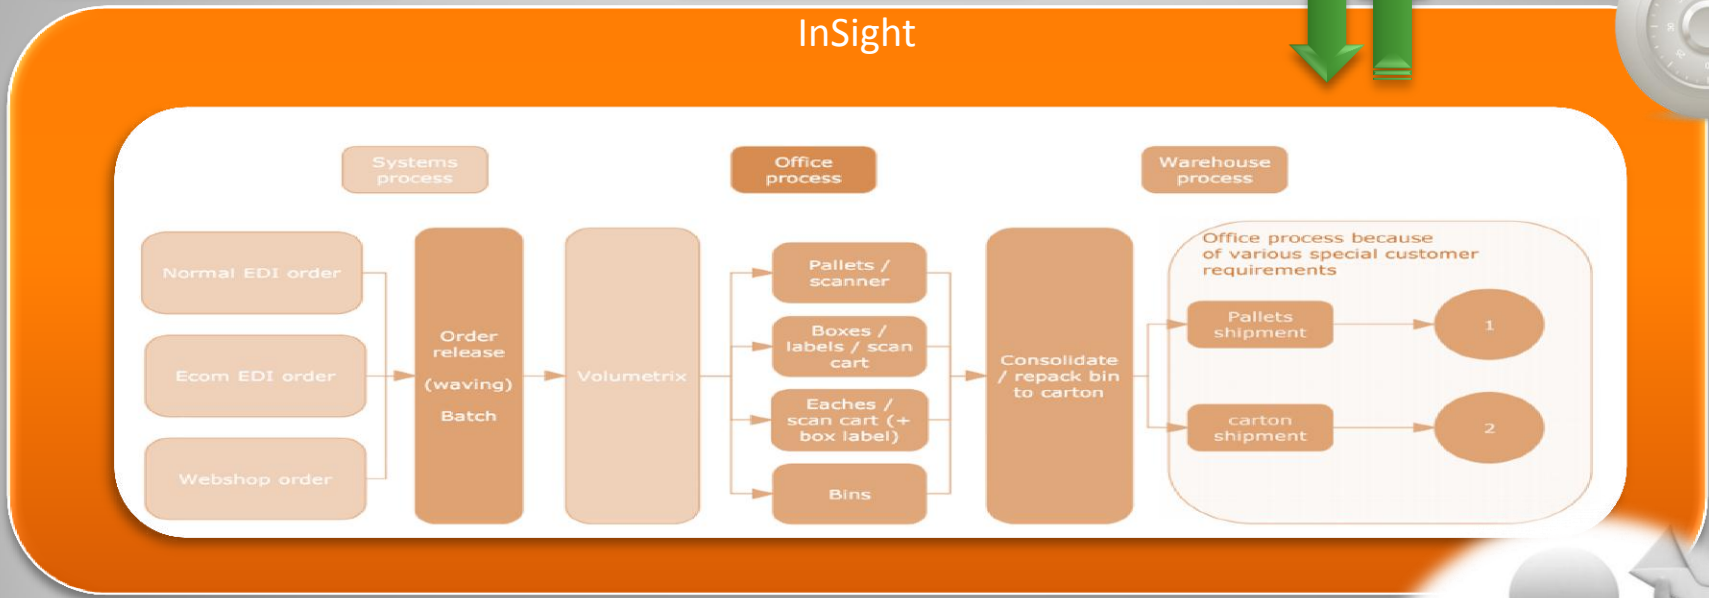 InSight
Systems
process
Office
process
Warehouse
process
Normal EDI order
Ecom EDI order
Webshop order
Order
release
(waving)
Batch
Volumetrix
Pallets /
scanner
Boxes /
labels / scan
cart
Eaches /
scan cart (+
box label)
Bins
Consolidate
/ repack bin
to carton
Office process because
of various special customer
requirements
Pallets
shipment
1
carton
shipment
2